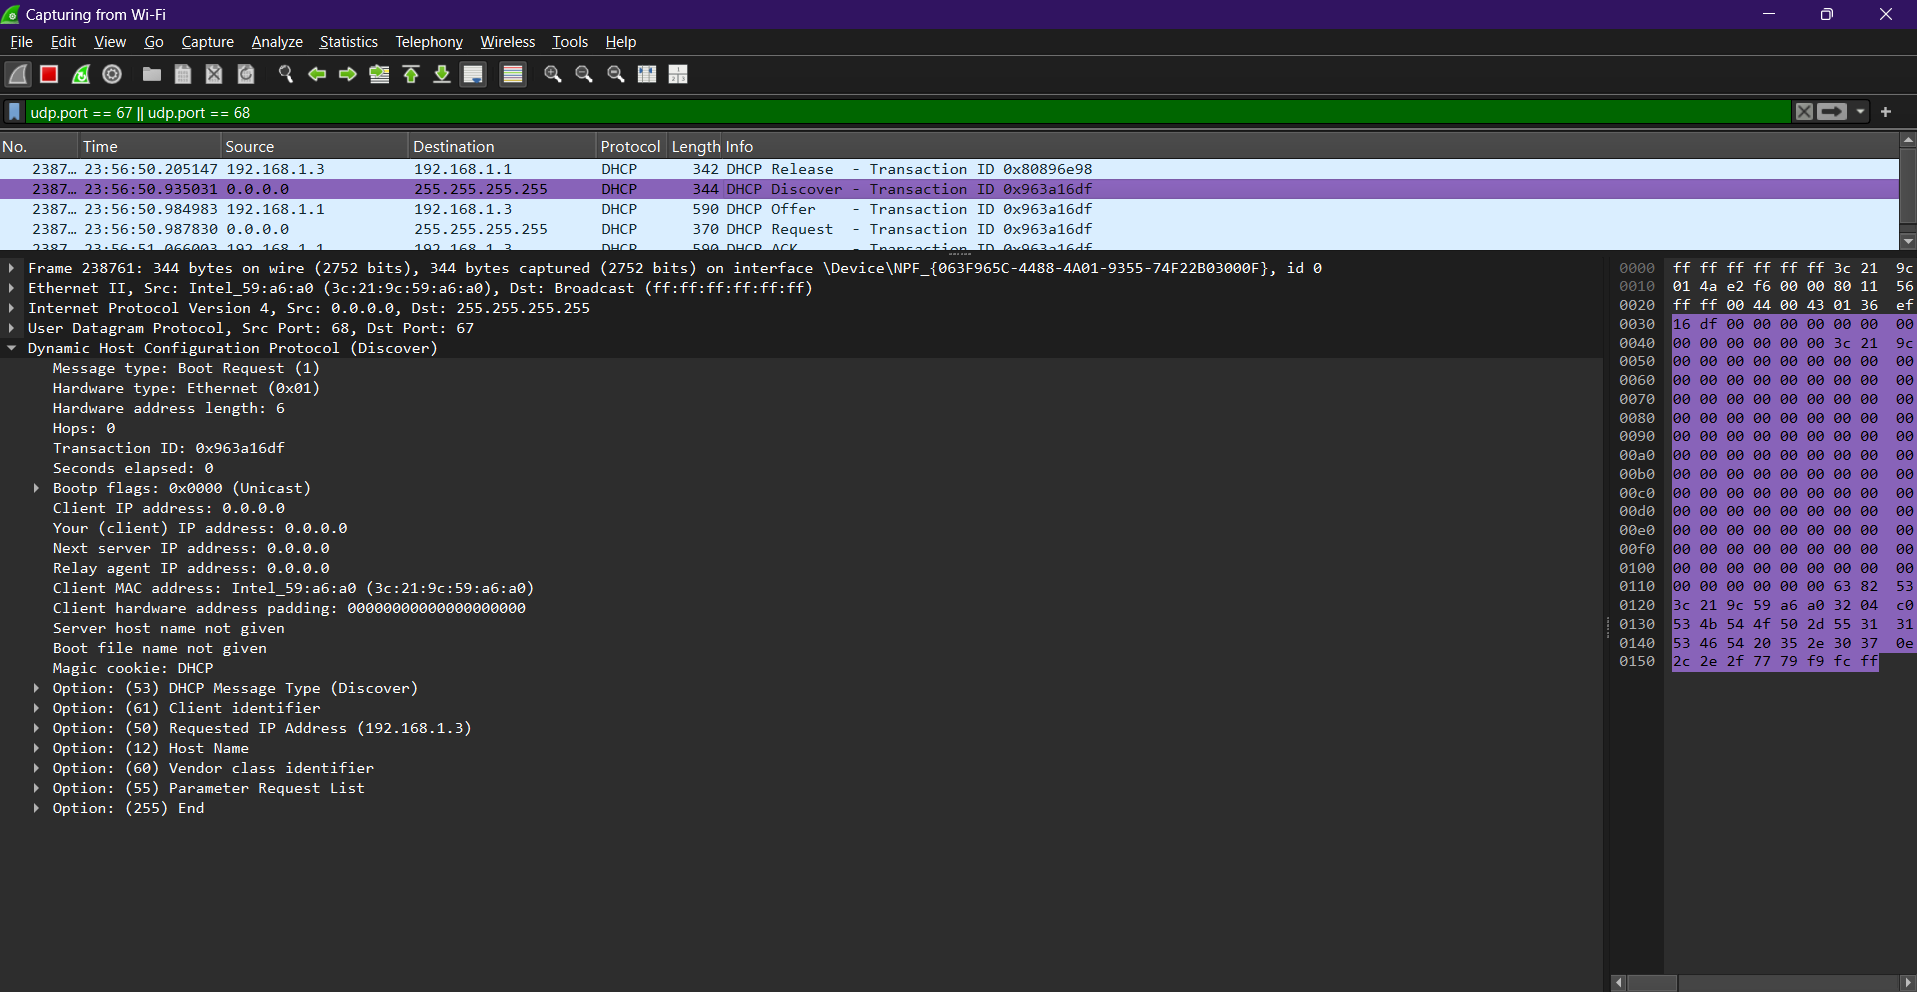 Capturing from Wi-Fi
File Edit View Go Capture Analyze Statistics Telephony Wireless Tools Help
udp.port == 67 || udp.port == 68
No. Time Source Destination Protocol Length Info
2387… 23:56:50.205147 192.168.1.3 192.168.1.1 DHCP 342 DHCP Release - Transaction ID 0x80896e98
2387… 23:56:50.935031 0.0.0.0 255.255.255.255 DHCP 344 DHCP Discover - Transaction ID 0x963a16df
2387… 23:56:50.984983 192.168.1.1 192.168.1.3 DHCP 590 DHCP Offer - Transaction ID 0x963a16df
2387… 23:56:50.987830 0.0.0.0 255.255.255.255 DHCP 370 DHCP Request - Transaction ID 0x963a16df
2387… 23:56:51.066003 192.168.1.1 192.168.1.3 DHCP 590 DHCP ACK - Transaction ID 0x963a16df
Frame 238761: 344 bytes on wire (2752 bits), 344 bytes captured (2752 bits) on interface \Device\NPF_{063F965C-4488-4A01-9355-74F22B03000F}, id 0
Ethernet II, Src: Intel_59:a6:a0 (3c:21:9c:59:a6:a0), Dst: Broadcast (ff:ff:ff:ff:ff:ff)
Internet Protocol Version 4, Src: 0.0.0.0, Dst: 255.255.255.255
User Datagram Protocol, Src Port: 68, Dst Port: 67
Dynamic Host Configuration Protocol (Discover)
Message type: Boot Request (1)
Hardware type: Ethernet (0x01)
Hardware address length: 6
Hops: 0
Transaction ID: 0x963a16df
Seconds elapsed: 0
Bootp flags: 0x0000 (Unicast)
Client IP address: 0.0.0.0
Your (client) IP address: 0.0.0.0
Next server IP address: 0.0.0.0
Relay agent IP address: 0.0.0.0
Client MAC address: Intel_59:a6:a0 (3c:21:9c:59:a6:a0)
Client hardware address padding: 00000000000000000000
Server host name not given
Boot file name not given
Magic cookie: DHCP
Option: (53) DHCP Message Type (Discover)
Option: (61) Client identifier
Option: (50) Requested IP Address (192.168.1.3)
Option: (12) Host Name
Option: (60) Vendor class identifier
Option: (55) Parameter Request List
Option: (255) End
0000 ff ff ff ff ff ff 3c 21 9c
0010 01 4a e2 f6 00 00 80 11 56
0020 ff ff 00 44 00 43 01 36 ef
0030 16 df 00 00 00 00 00 00 00
0040 00 00 00 00 00 00 3c 21 9c
0050 00 00 00 00 00 00 00 00 00
0060 00 00 00 00 00 00 00 00 00
0070 00 00 00 00 00 00 00 00 00
0080 00 00 00 00 00 00 00 00 00
0090 00 00 00 00 00 00 00 00 00
00a0 00 00 00 00 00 00 00 00 00
00b0 00 00 00 00 00 00 00 00 00
00c0 00 00 00 00 00 00 00 00 00
00d0 00 00 00 00 00 00 00 00 00
00e0 00 00 00 00 00 00 00 00 00
00f0 00 00 00 00 00 00 00 00 00
0100 00 00 00 00 00 00 00 00 00
0110 00 00 00 00 00 00 63 82 53
0120 3c 21 9c 59 a6 a0 32 04 c0
0130 53 4b 54 4f 50 2d 55 31 31
0140 53 46 54 20 35 2e 30 37 0e
0150 2c 2e 2f 77 79 f9 fc ff